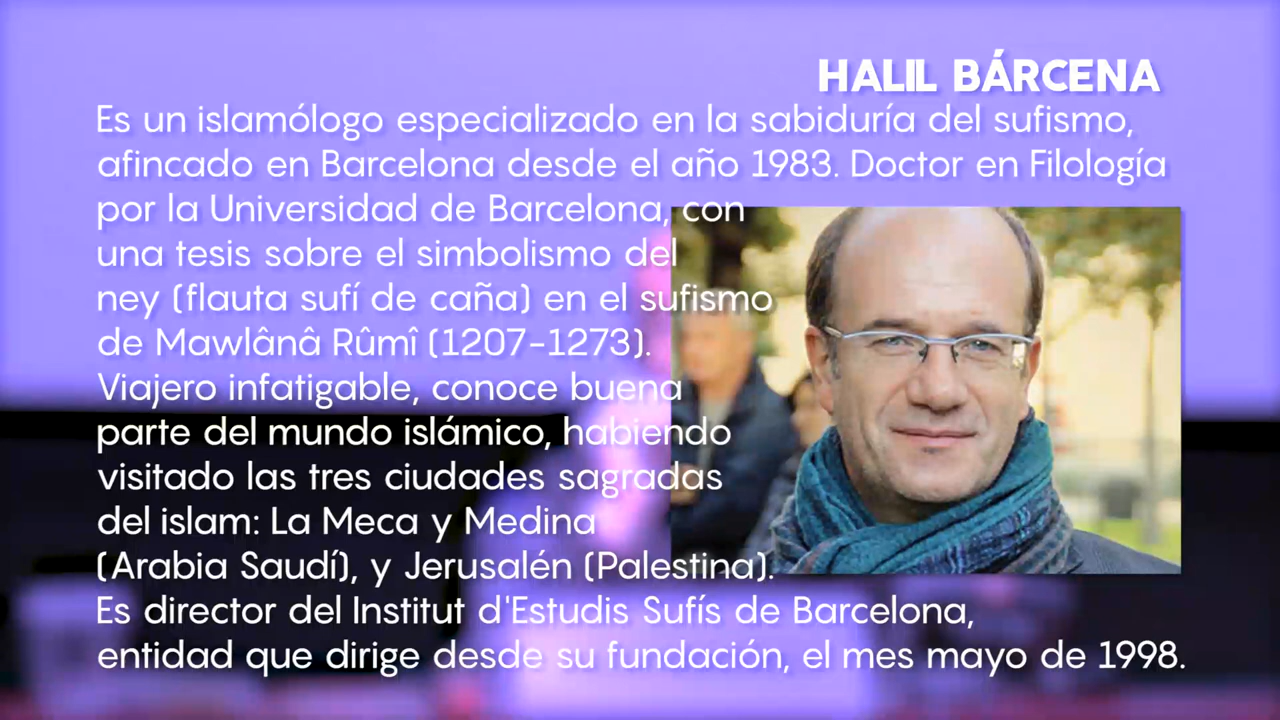 HALIL BÁRCENA
Es un islamólogo especializado en la sabiduría del sufismo,
afincado en Barcelona desde el año 1983. Doctor en Filología
por la Universidad de Barcelona, con
una tesis sobre el simbolismo del
ney (flauta sufí de caña) en el sufismo
de Mawlânâ Rûmî (1207-1273).
Viajero infatigable, conoce buena
parte del mundo islámico, habiendo
visitado las tres ciudades sagradas
del islam: La Meca y Medina
(Arabia Saudí), y Jerusalén (Palestina).
Es director del Institut d'Estudis Sufís de Barcelona,
entidad que dirige desde su fundación, el mes mayo de 1998.